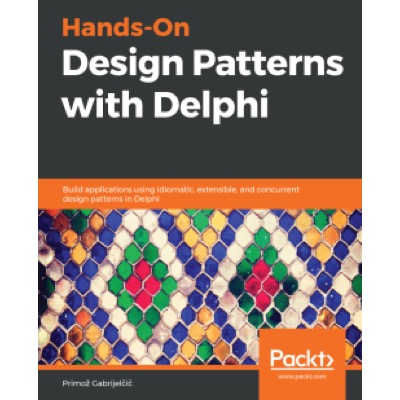 Hands-On
Design Patterns
with Delphi
Build applications using idiomatic, extensible, and concurrent
design patterns in Delphi
Packt>
www.packt.com
Primož Gabrijelčič